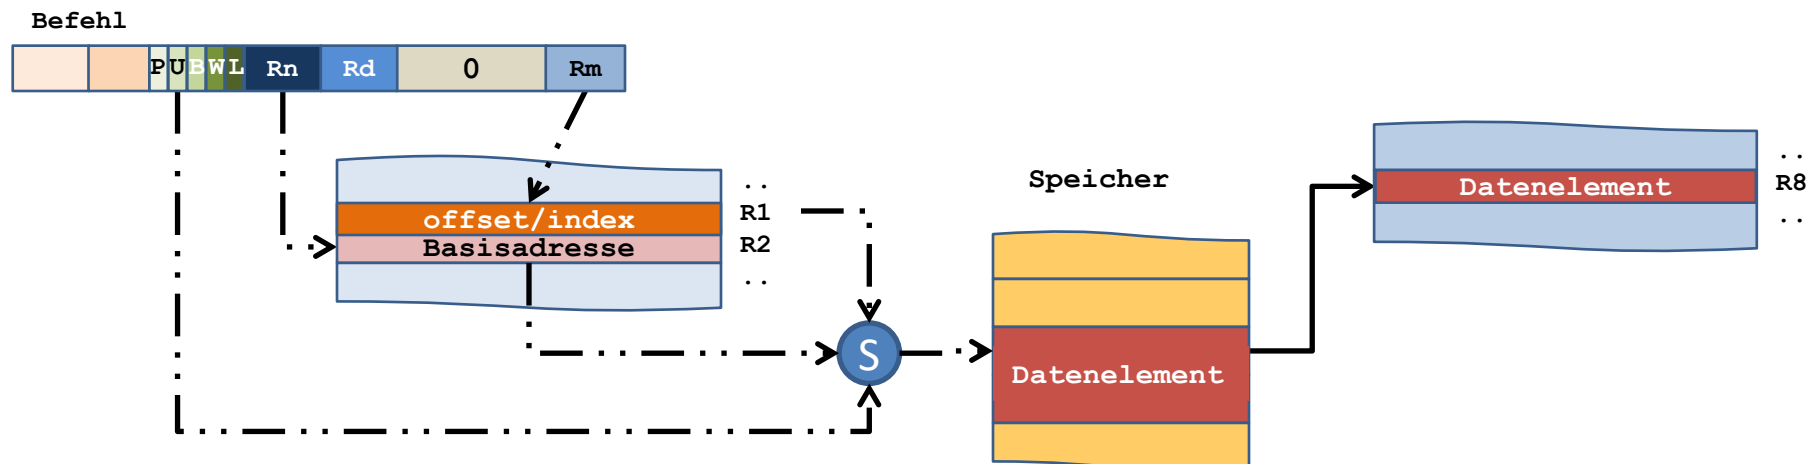 Befehl
P U B W L Rn Rd 0 Rm
Speicher
..
offset/index R1
Basisadresse R2
..
S
Datenelement
..
Datenelement R8
..